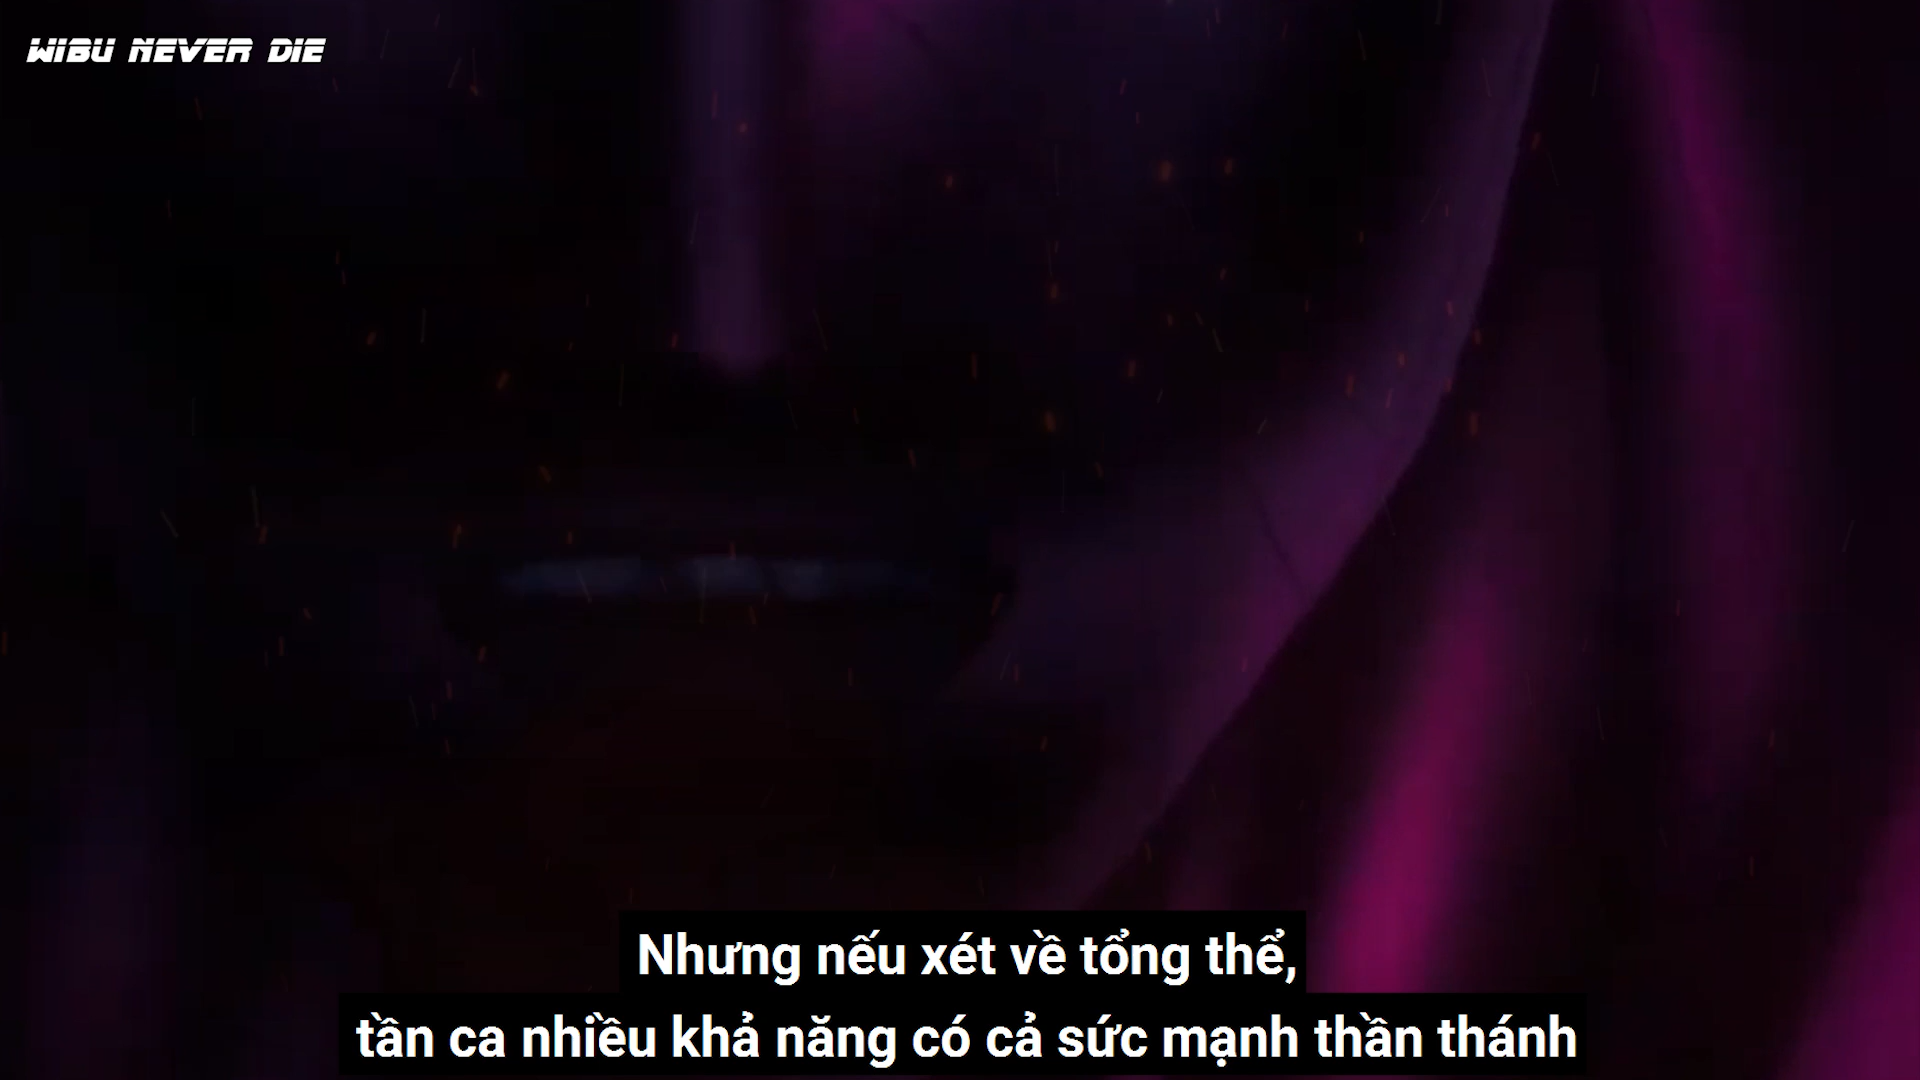 WIBU NEVER DIE
Nhưng nếu xét về tổng thể,
tần ca nhiều khả năng có cả sức mạnh thần thánh